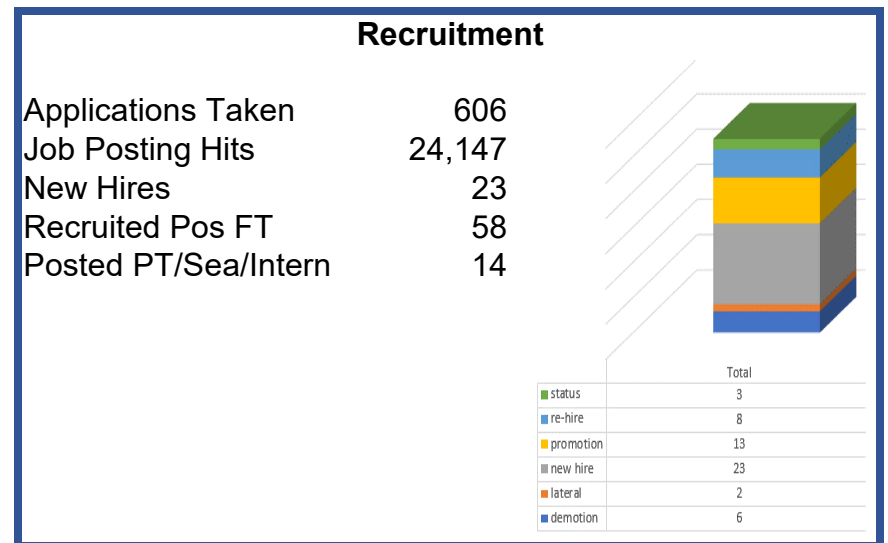 Recruitment
Applications Taken 606
Job Posting Hits 24,147
New Hires 23
Recruited Pos FT 58
Posted PT/Sea/Intern 14
Total
status 3
re-hire 8
promotion 13
new hire 23
lateral 2
demotion 6